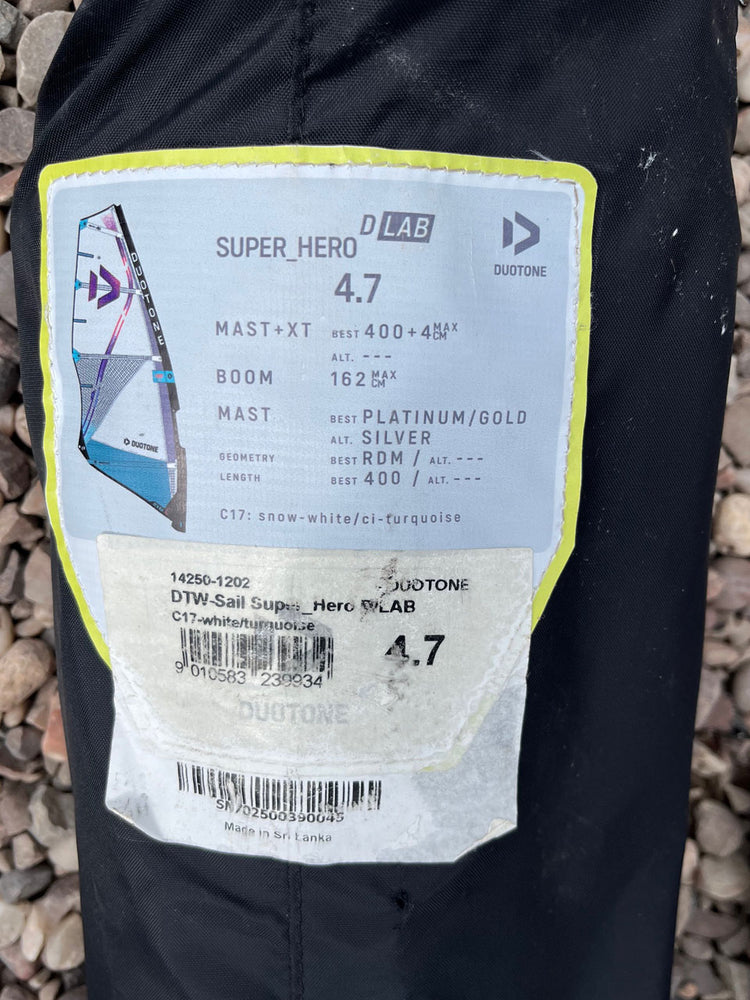 D LAB
SUPER_HERO
DUOTONE
4.7
MAST+XT BEST 400+4 MAX CM
ALT. ---
BOOM 162 MAX CM
MAST BEST PLATINUM/GOLD
ALT. SILVER
GEOMETRY BEST RDM / ALT. ---
LENGTH BEST 400 / ALT. ---
C17: snow-white/ci-turquoise
DUOTONE
DUOTONE
14250-1202 DUOTONE
DTW-Sail Super_Hero D/LAB
C17-white/turquoise
4.7
9 010583 239934
DUOTONE
SN702500390045
Made in Sri Lanka